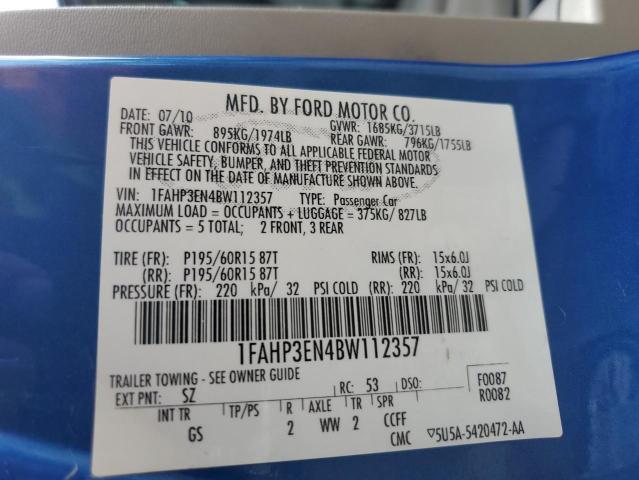 MFD. BY FORD MOTOR CO.
DATE: 07/10 GVWR: 1685KG/3715LB
FRONT GAWR: 895KG/1974LB REAR GAWR: 796KG/1755LB
THIS VEHICLE CONFORMS TO ALL APPLICABLE FEDERAL MOTOR
VEHICLE SAFETY, BUMPER, AND THEFT PREVENTION STANDARDS
IN EFFECT ON THE DATE OF MANUFACTURE SHOWN ABOVE.
VIN: 1FAHP3EN4BW112357 TYPE: Passenger Car
MAXIMUM LOAD = OCCUPANTS + LUGGAGE = 375KG/ 827LB
OCCUPANTS = 5 TOTAL; 2 FRONT, 3 REAR
TIRE (FR): P195/60R15 87T RIMS (FR): 15x6.0J
(RR): P195/60R15 87T (RR): 15x6.0J
PRESSURE (FR): 220 kPa/ 32 PSI COLD (RR): 220 kPa/ 32 PSI COLD
1FAHP3EN4BW112357
TRAILER TOWING - SEE OWNER GUIDE F0087
EXT PNT: SZ RC: 53 DSO: R0082
INT TR TP/PS R AXLE TR SPR
GS 2 WW 2 CCFF
CMC ▽5U5A-5420472-AA